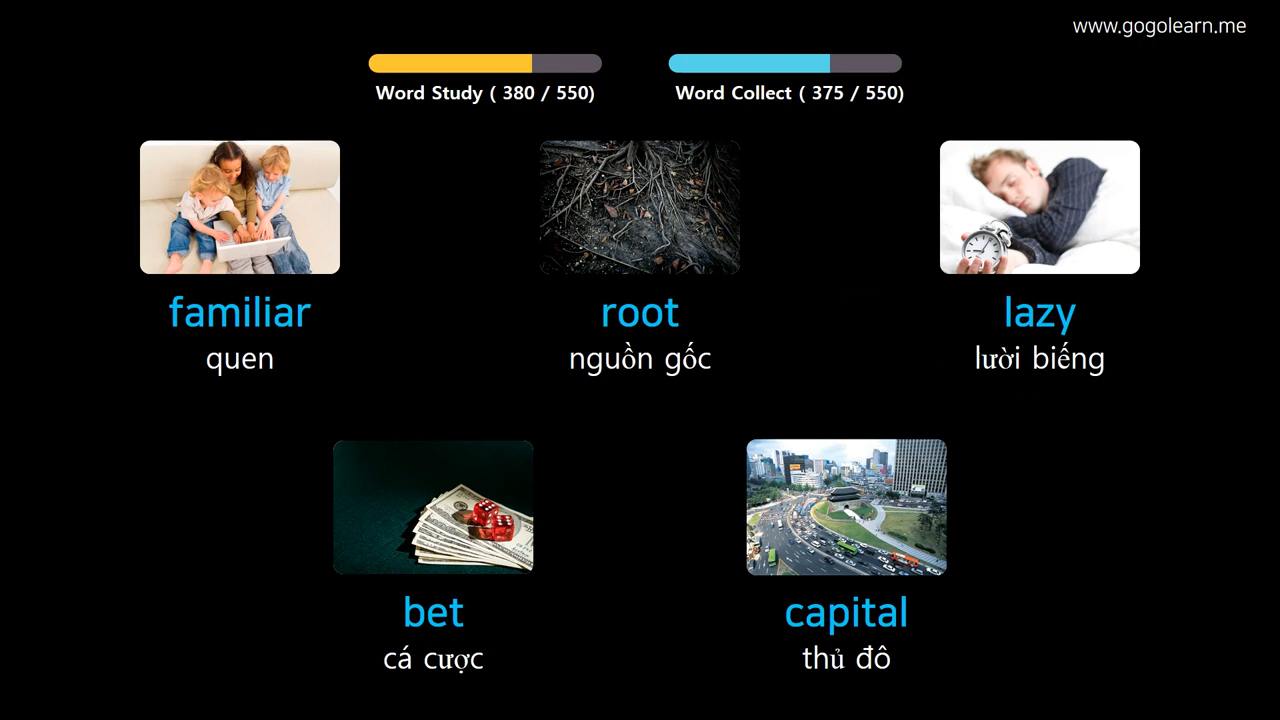 www.gogolearn.me
Word Study ( 380 / 550)
Word Collect ( 375 / 550)
familiar
quen
root
nguồn gốc
lazy
lười biếng
bet
cá cược
capital
thủ đô